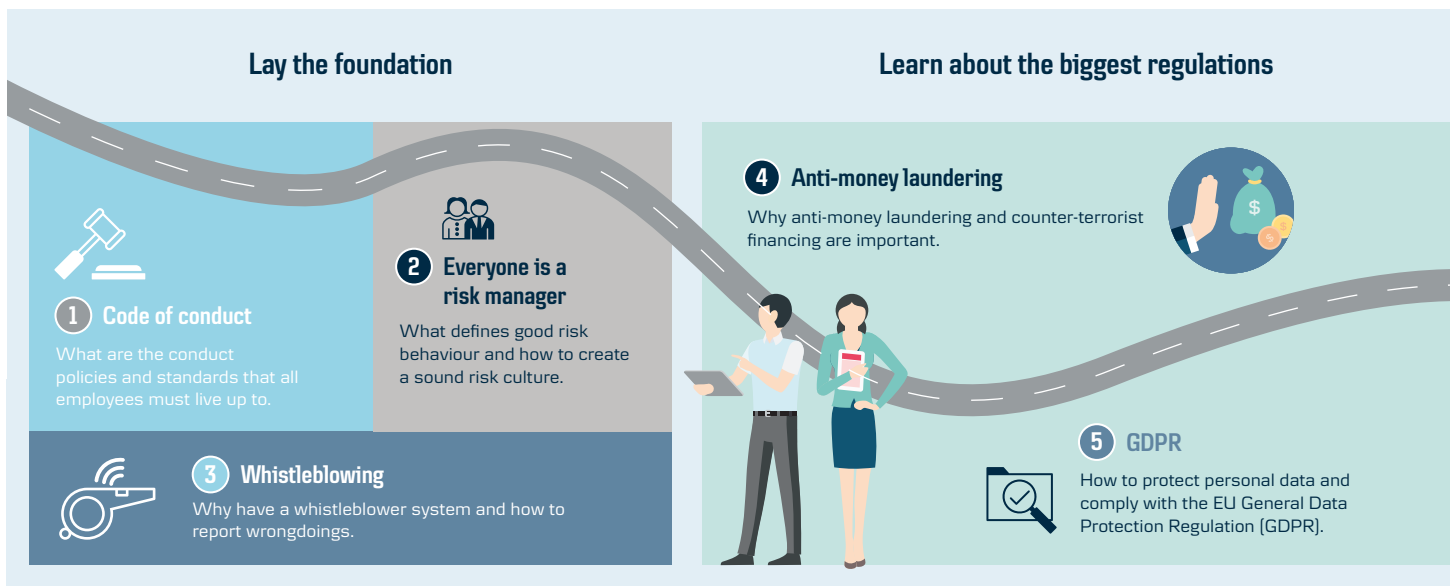 Lay the foundation
Learn about the biggest regulations
1 Code of conduct
What are the conduct
policies and standards that all
employees must live up to.
2 Everyone is a
risk manager
What defines good risk
behaviour and how to create
a sound risk culture.
3 Whistleblowing
Why have a whistleblower system and how to
report wrongdoings.
4 Anti-money laundering
Why anti-money laundering and counter-terrorist
financing are important.
$
$
$
5 GDPR
How to protect personal data and
comply with the EU General Data
Protection Regulation (GDPR).